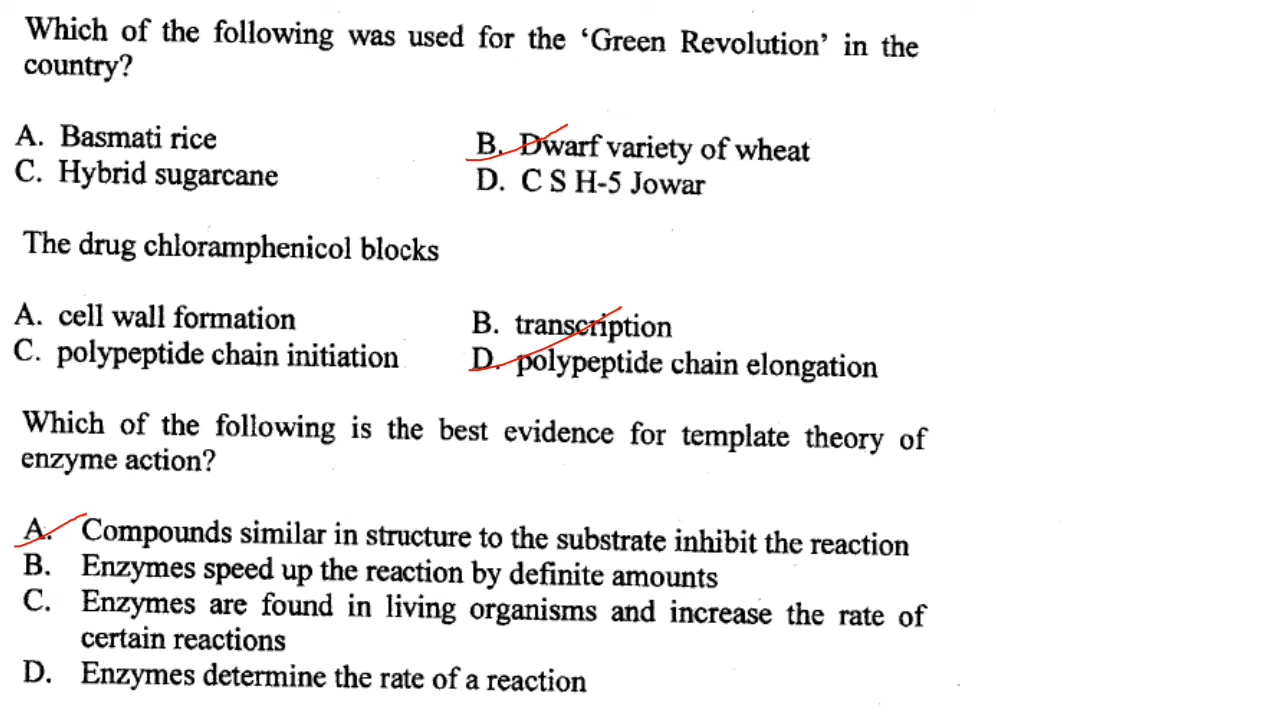 Which of the following was used for the ‘Green Revolution’ in the
country?
A. Basmati rice
B. Dwarf variety of wheat
C. Hybrid sugarcane
D. C S H-5 Jowar
The drug chloramphenicol blocks
A. cell wall formation
B. transcription
C. polypeptide chain initiation
D. polypeptide chain elongation
Which of the following is the best evidence for template theory of
enzyme action?
A. Compounds similar in structure to the substrate inhibit the reaction
B. Enzymes speed up the reaction by definite amounts
C. Enzymes are found in living organisms and increase the rate of
certain reactions
D. Enzymes determine the rate of a reaction